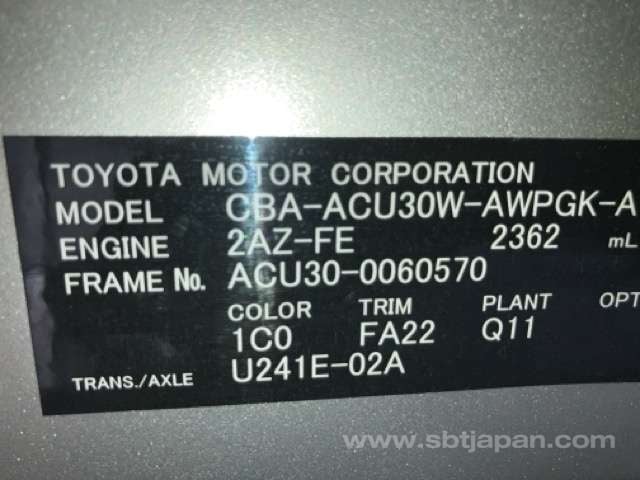 TOYOTA MOTOR CORPORATION
MODEL CBA-ACU30W-AWPGK-A
ENGINE 2AZ-FE 2362 mL
FRAME No. ACU30-0060570
COLOR TRIM PLANT OPT
1C0 FA22 Q11
TRANS./AXLE U241E-02A
www.sbtjapan.com